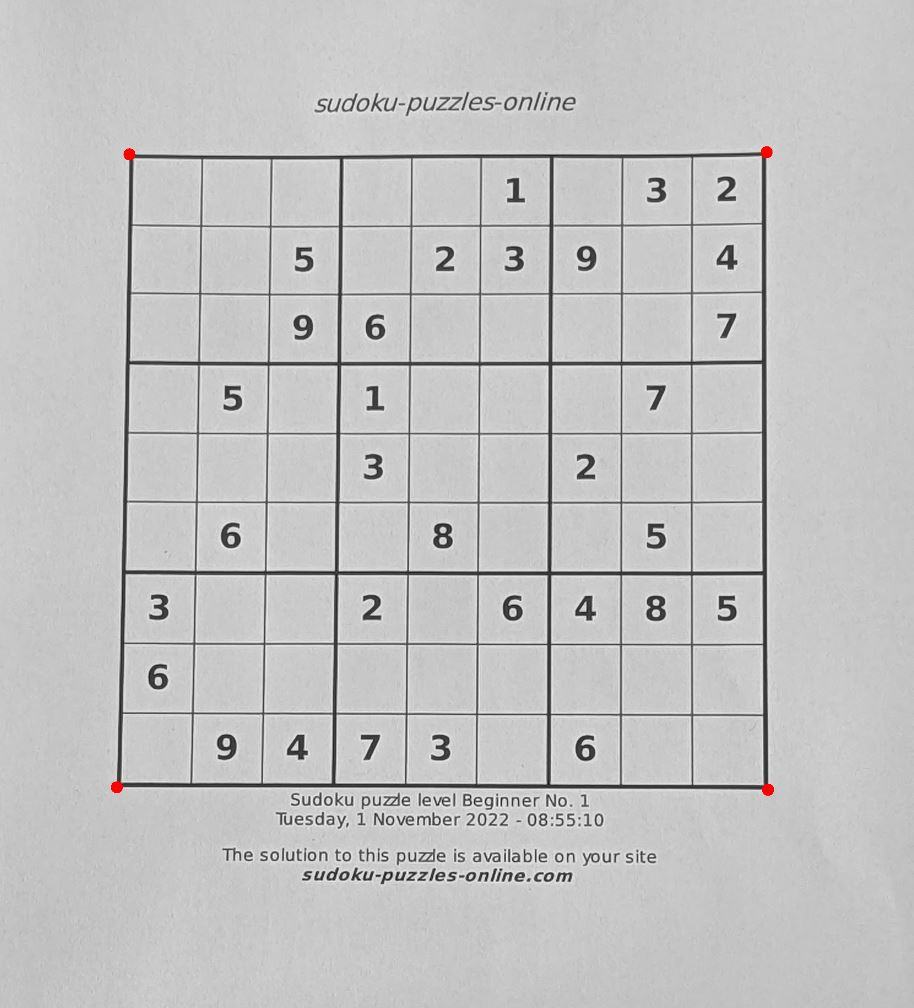 sudoku-puzzles-online
1 3 2
5 2 3 9 4
9 6 7
5 1 7
3 2
6 8 5
3 2 6 4 8 5
6
9 4 7 3 6
Sudoku puzzle level Beginner No. 1
Tuesday, 1 November 2022 - 08:55:10
The solution to this puzzle is available on your site
sudoku-puzzles-online.com